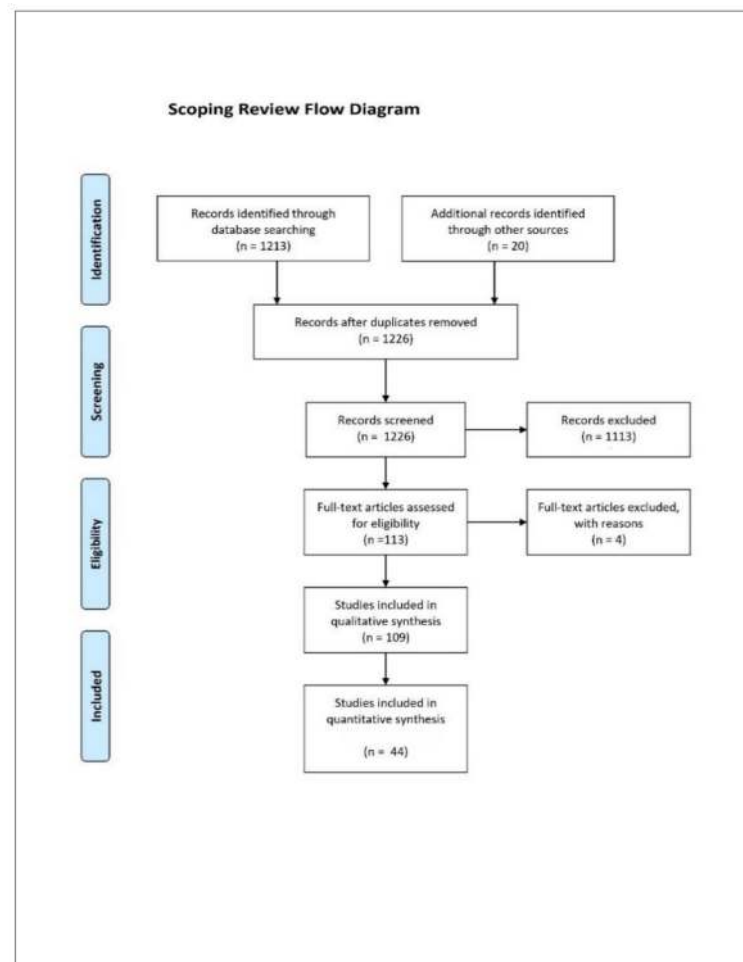 Scoping Review Flow Diagram
Identification
Records identified through
database searching
(n = 1213)
Additional records identified
through other sources
(n = 20)
Records after duplicates removed
(n = 1226)
Screening
Records screened
(n = 1226)
Records excluded
(n = 1113)
Eligibility
Full-text articles assessed
for eligibility
(n =113)
Full-text articles excluded,
with reasons
(n = 4)
Studies included in
qualitative synthesis
(n = 109)
Included
Studies included in
quantitative synthesis
(n = 44)